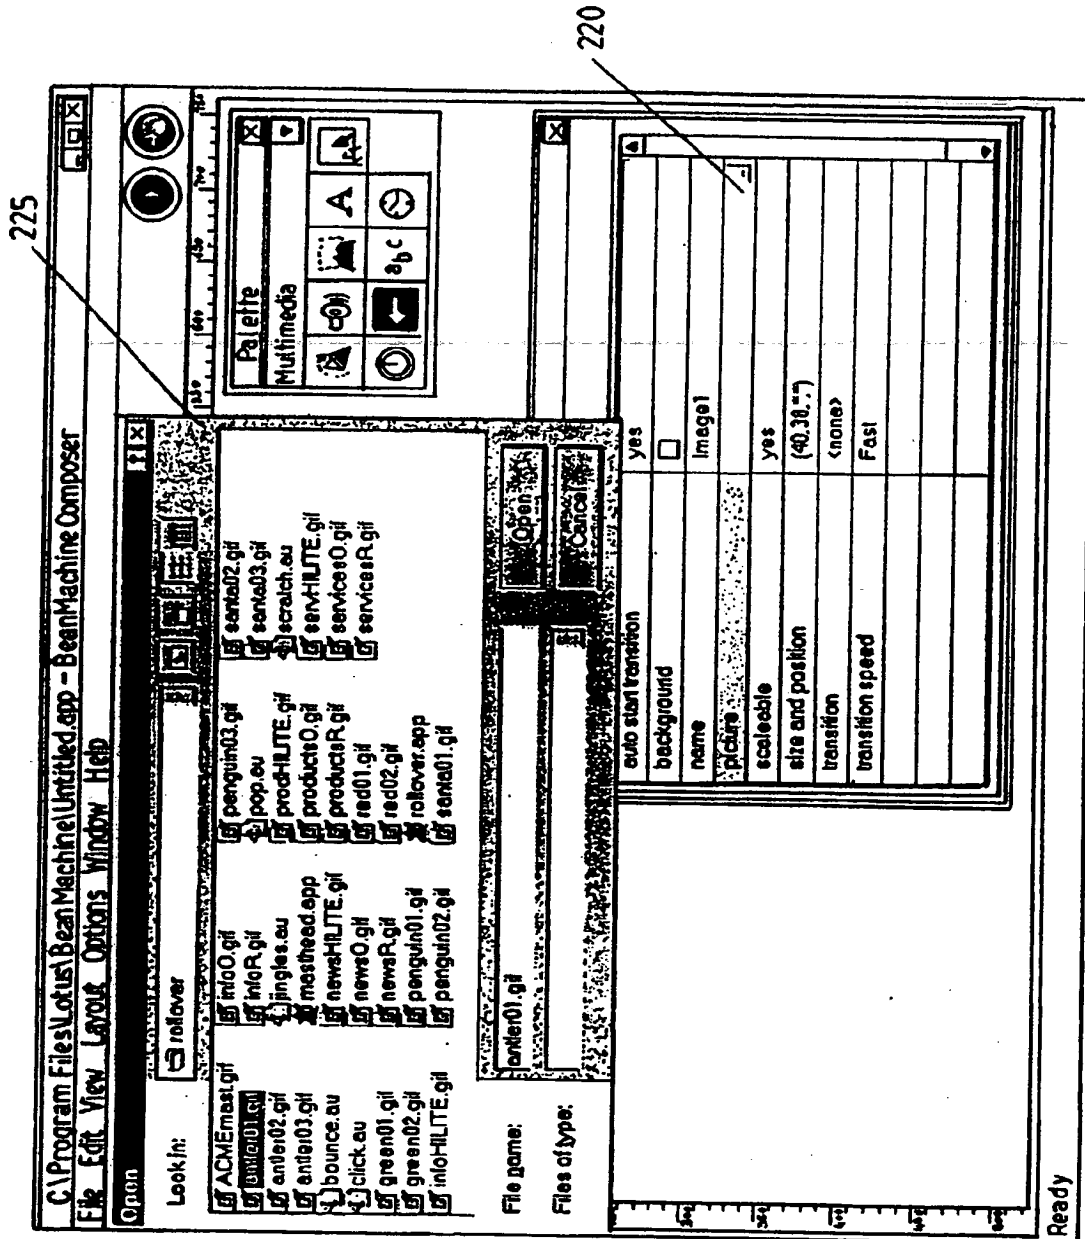 225
220
C:\Program Files\Lotus\BeanMachine\Untitled.app - BeanMachine Composer
File Edit View Layout Options Window Help
Open
Look in:
rollover
ACMEmast.gif
antler01.gif
antler02.gif
antler03.gif
bounce.au
click.au
green01.gif
green02.gif
infoHILITE.gif
infoO.gif
infoR.gif
jingles.au
masthead.app
newsHILITE.gif
newsO.gif
newsR.gif
penguin01.gif
penguin02.gif
penguin03.gif
pop.au
prodHILITE.gif
productsO.gif
productsR.gif
red01.gif
red02.gif
rollover.app
santa01.gif
santa02.gif
santa03.gif
scratch.au
servHILITE.gif
servicesO.gif
servicesR.gif
File name:
antler01.gif
Open
Files of type:
Cancel
Palette
Multimedia
A
abc
auto start transition yes
background
name Image1
picture
scaleable yes
size and position (40,38,*,*)
transition <none>
transition speed Fast
Ready